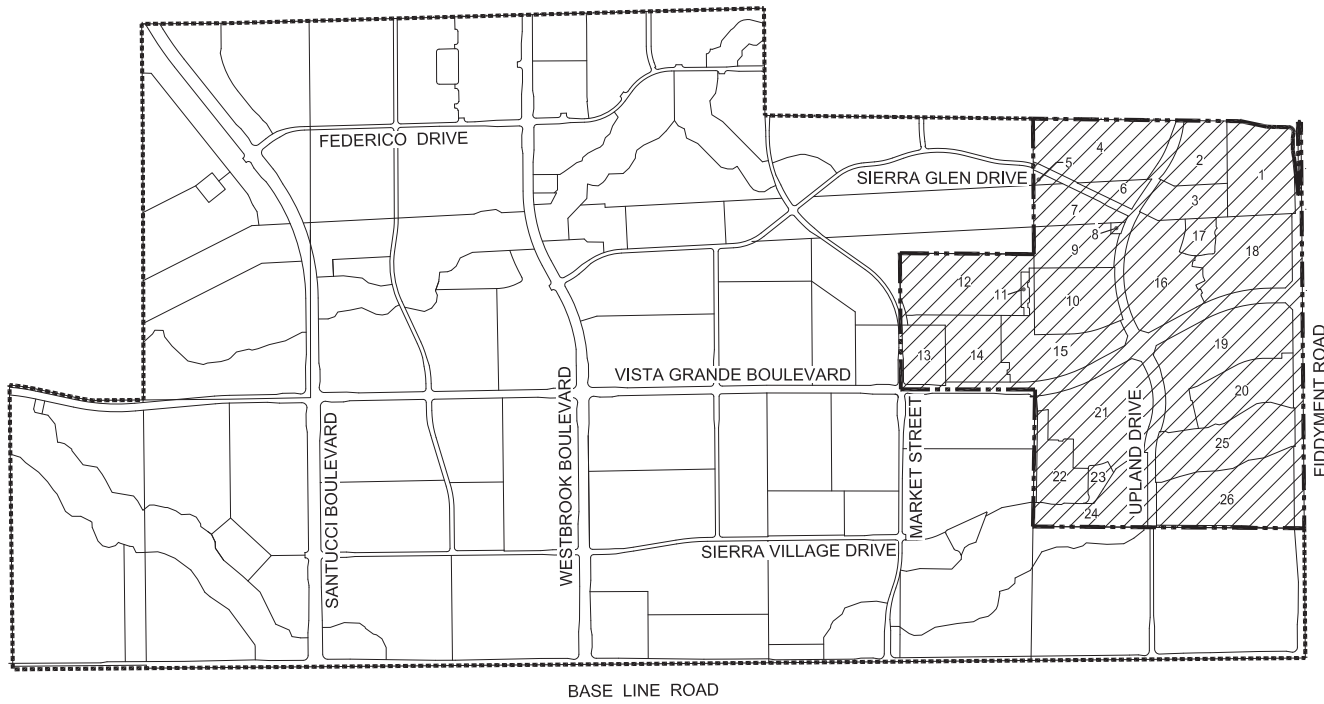 FEDERICO DRIVE
SIERRA GLEN DRIVE
5
4
2
1
6
3
7
8
17
9
18
12
11
10
16
13
14
15
19
VISTA GRANDE BOULEVARD
20
21
25
22
23
24
26
SANTUCCI BOULEVARD
WESTBROOK BOULEVARD
MARKET STREET
UPLAND DRIVE
FIDDYMENT ROAD
SIERRA VILLAGE DRIVE
BASE LINE ROAD